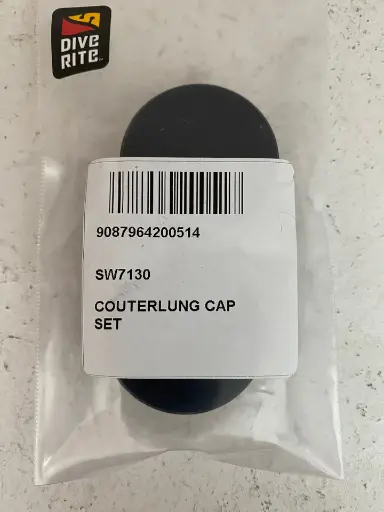 DIVE
RITE
9087964200514
SW7130
COUTERLUNG CAP
SET